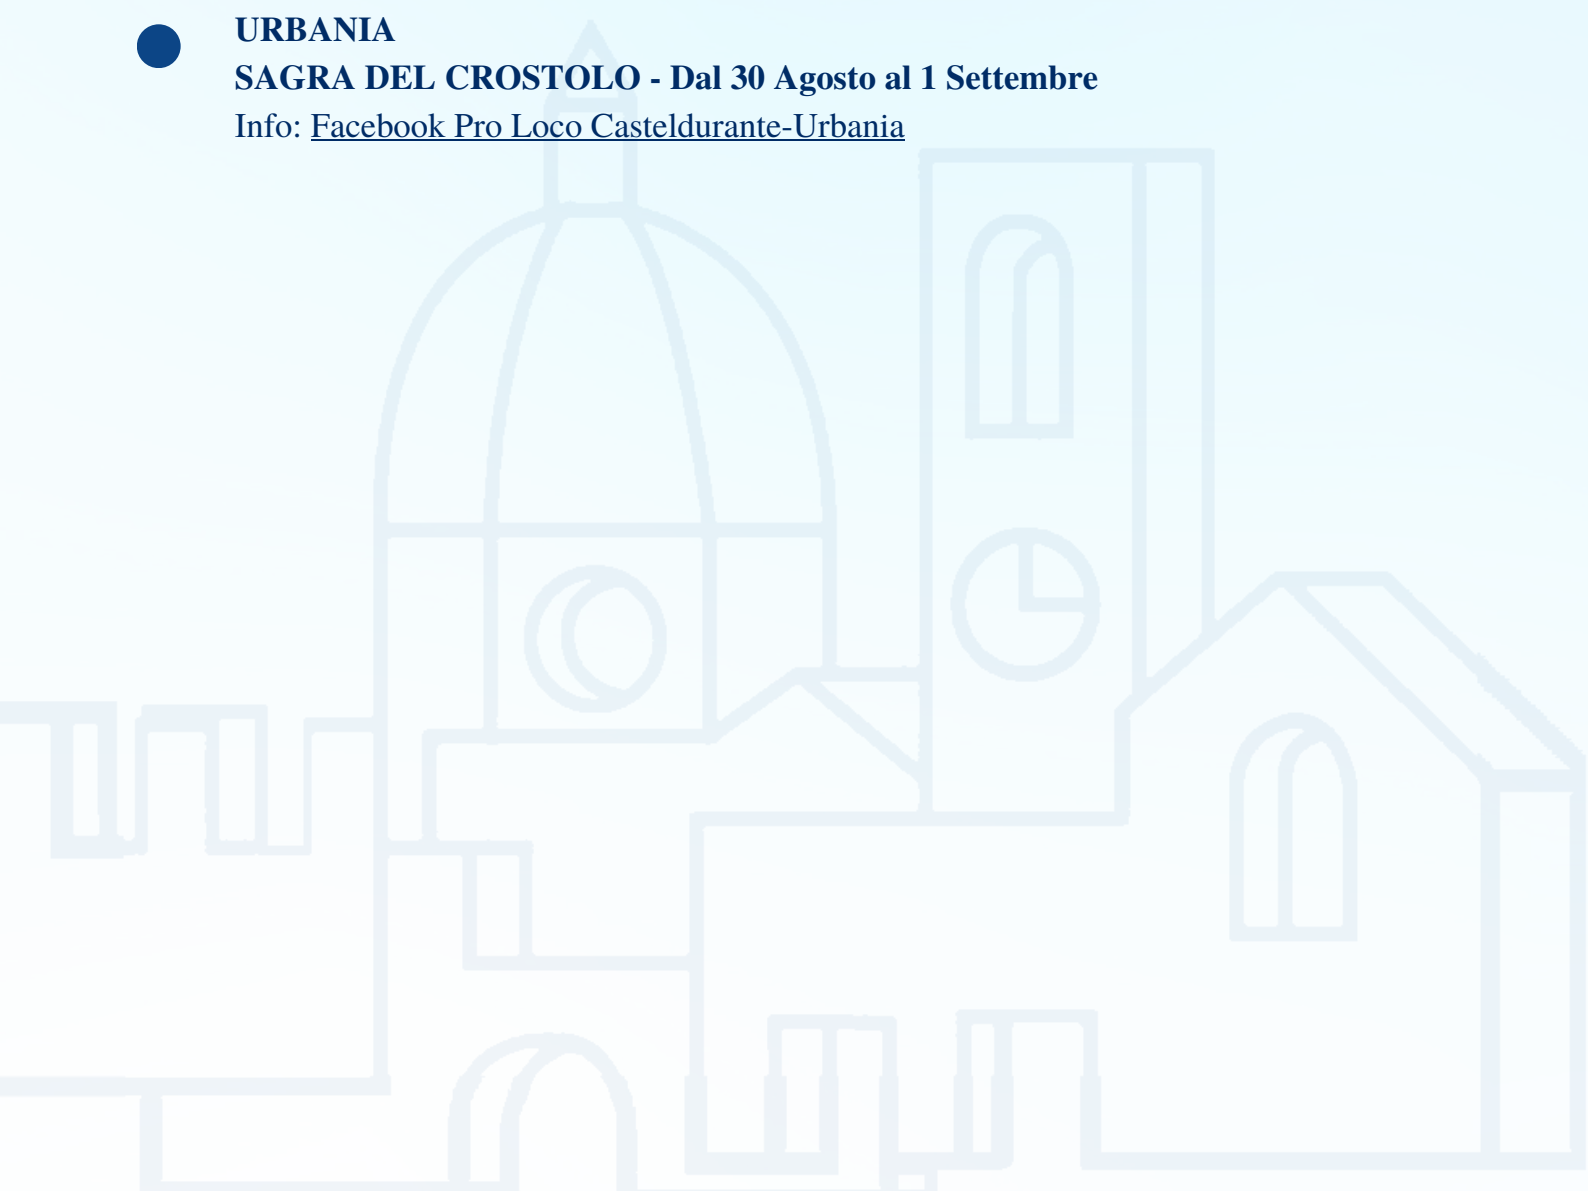 URBANIA
SAGRA DEL CROSTOLO - Dal 30 Agosto al 1 Settembre
Info: Facebook Pro Loco Casteldurante-Urbania